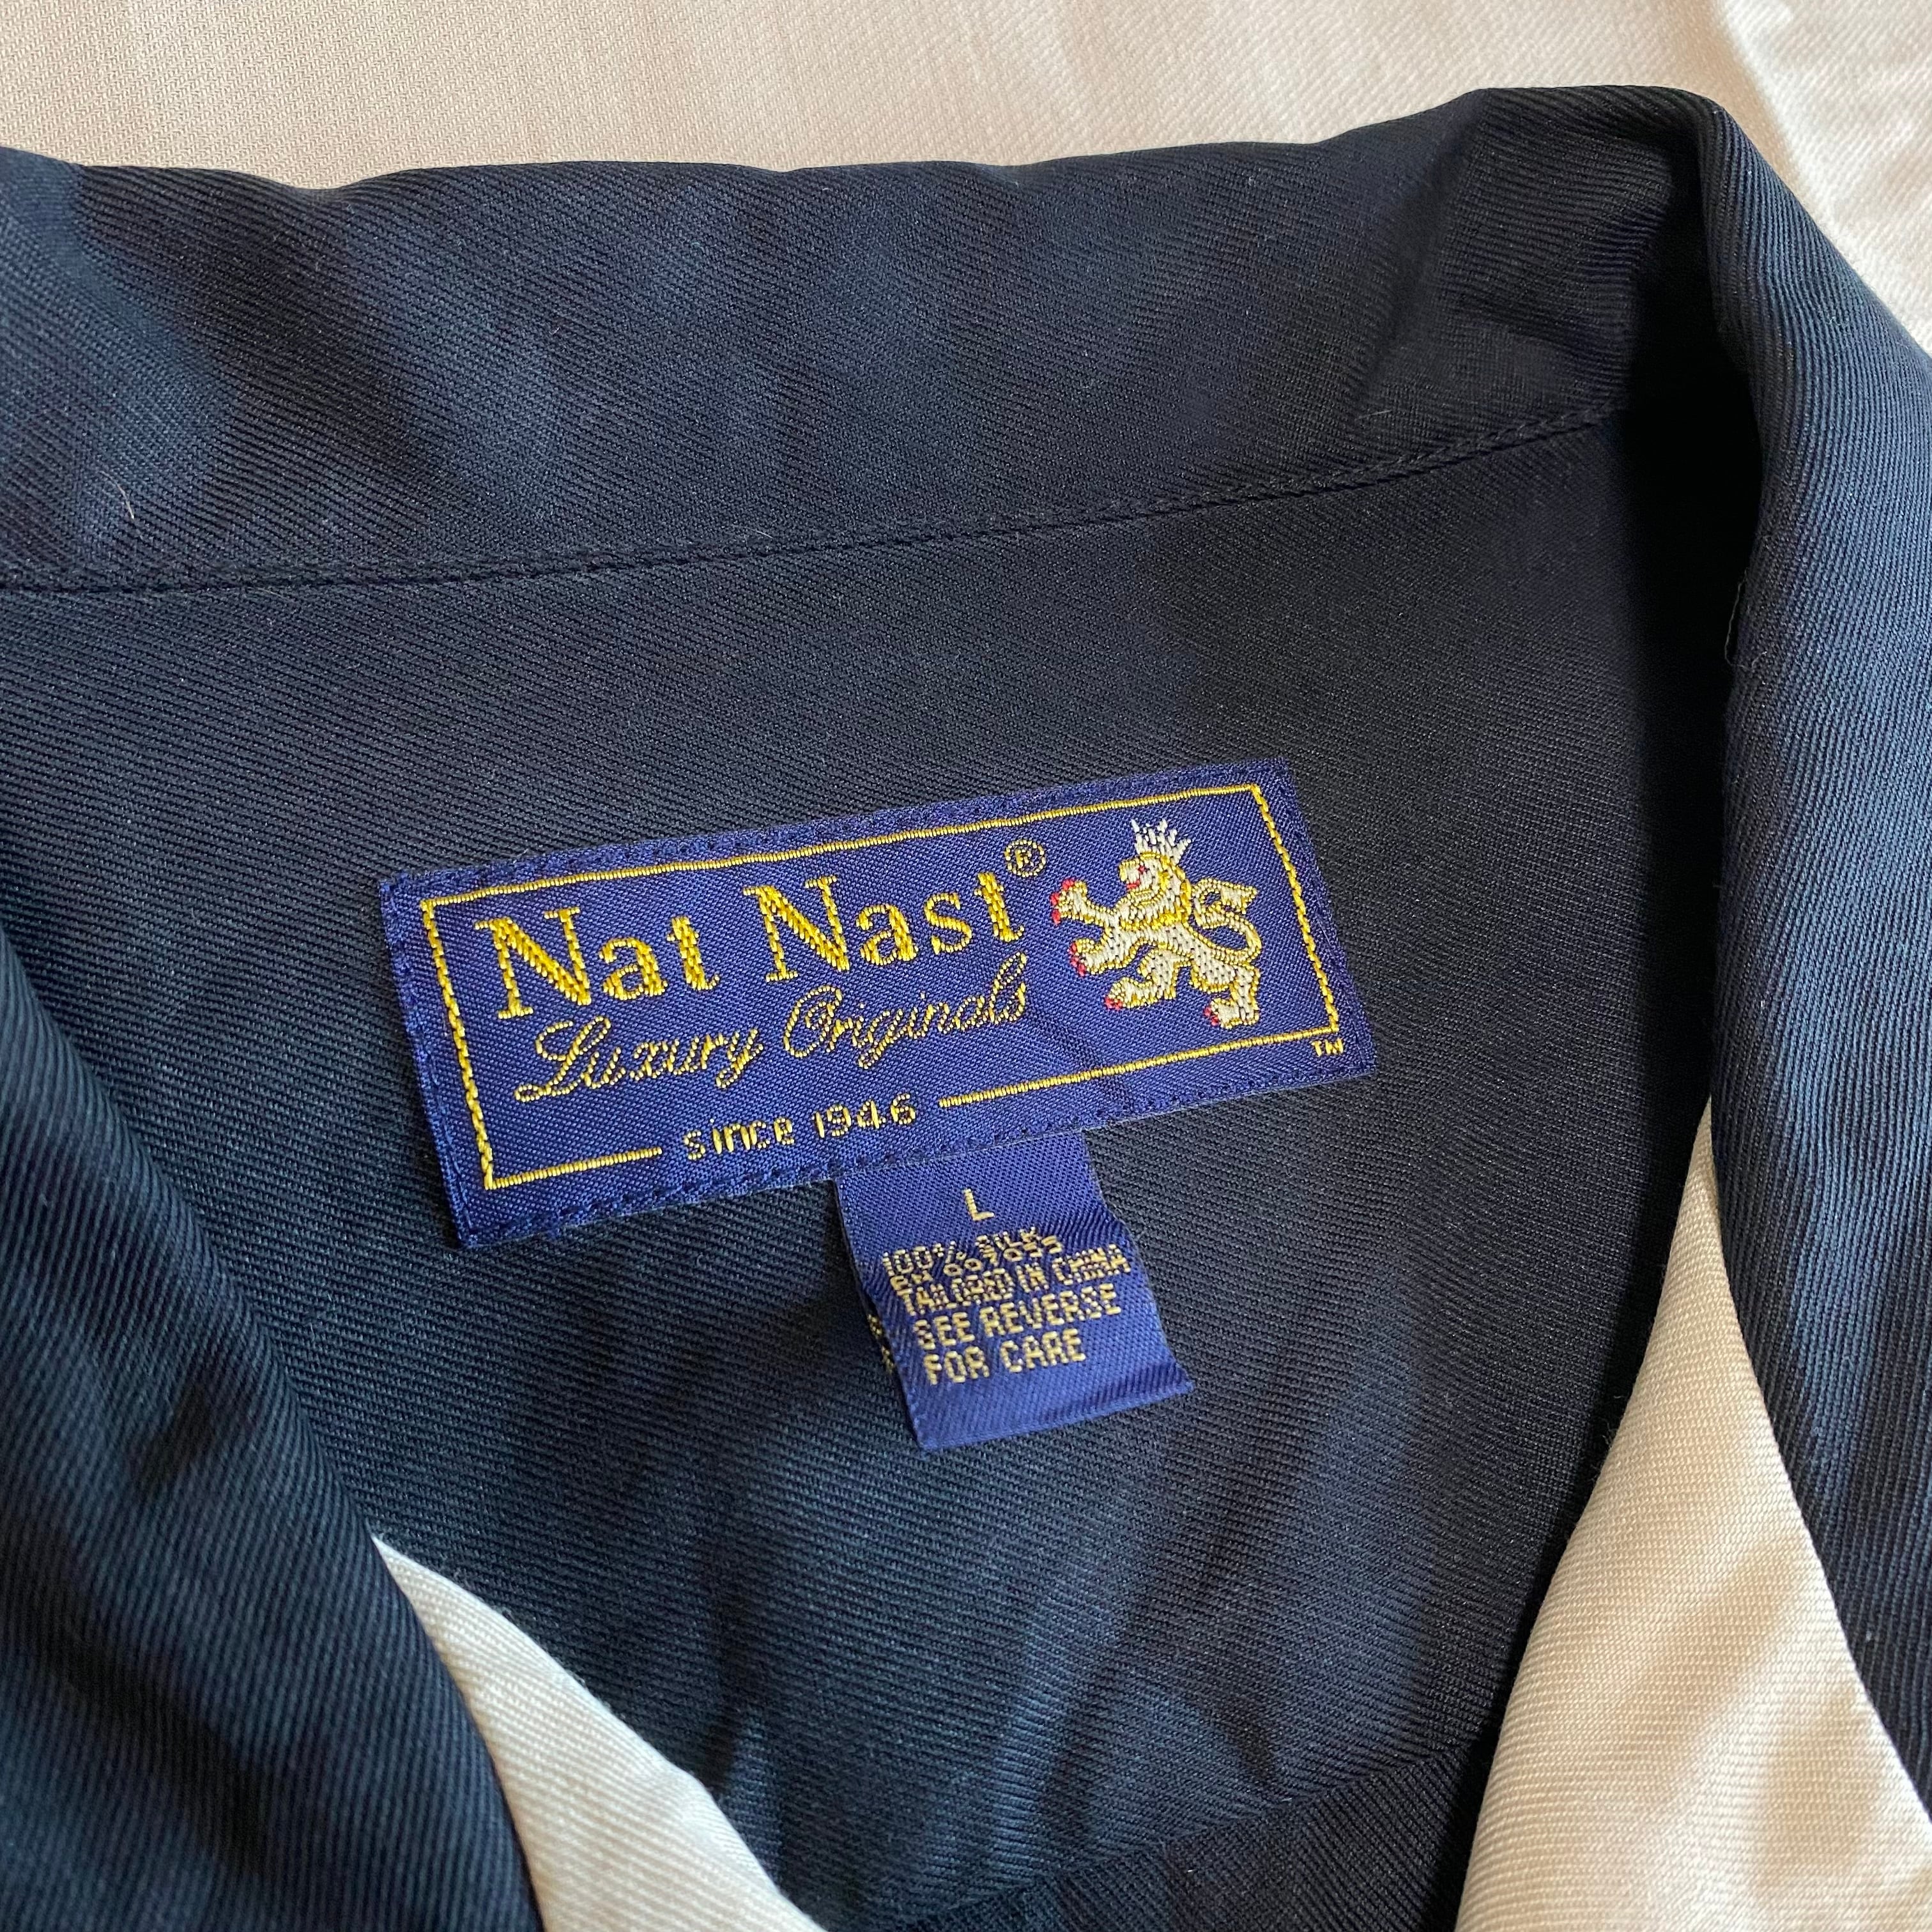 Nat Nast®
Luxury Originals
since 1946
TM
L
100% SILK
TAILORED IN CHINA
SEE REVERSE
FOR CARE